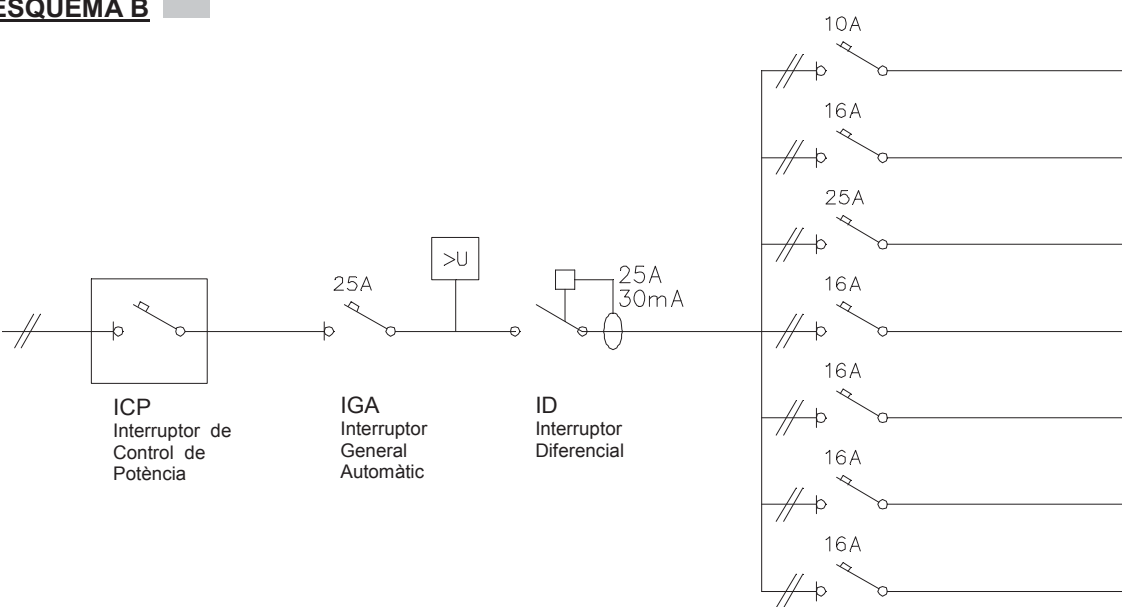 ESQUEMA B
10A
16A
25A
16A
16A
16A
16A
>U
25A
25A
30mA
ICP
Interruptor de
Control de
Potència
IGA
Interruptor
General
Automàtic
ID
Interruptor
Diferencial